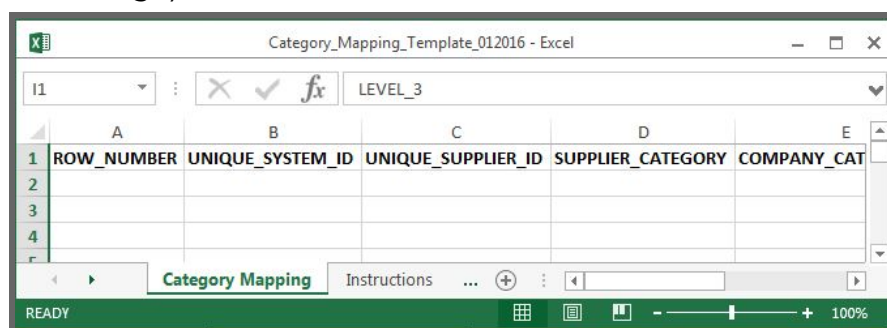 Category_Mapping_Template_012016 - Excel
I1 fx LEVEL_3
A B C D E
1 ROW_NUMBER UNIQUE_SYSTEM_ID UNIQUE_SUPPLIER_ID SUPPLIER_CATEGORY COMPANY_CAT
2
3
4
Category Mapping Instructions ...
READY 100%